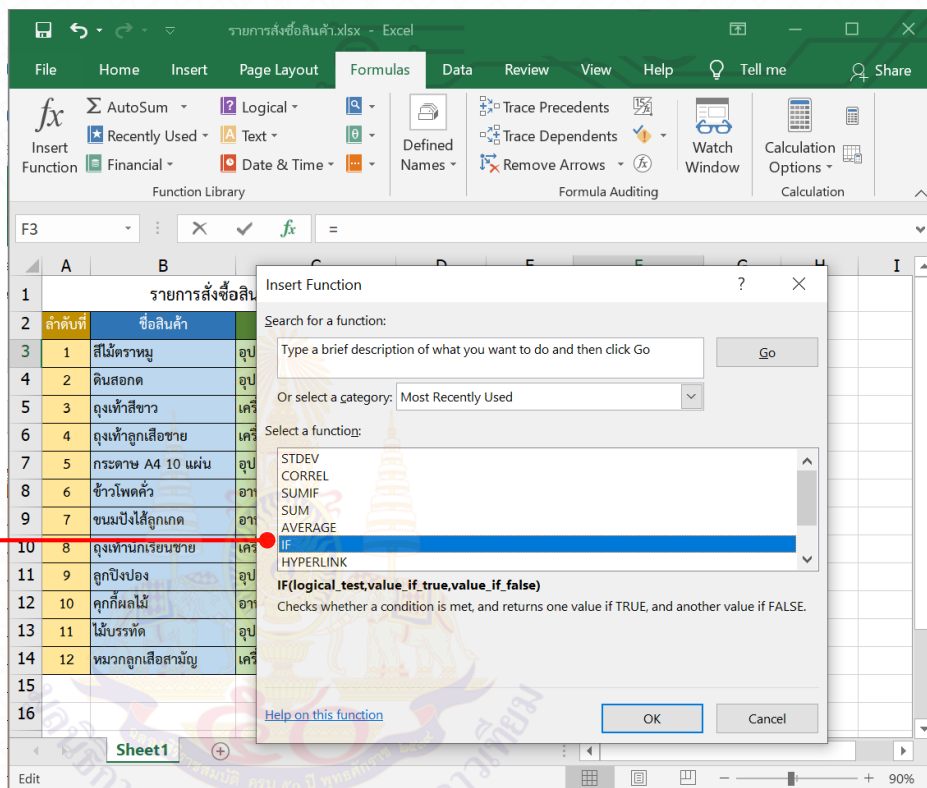 รายการสั่งซื้อสินค้า.xlsx - Excel
File Home Insert Page Layout Formulas Data Review View Help Tell me Share
fx Insert Function
Σ AutoSum
Recently Used
Financial
Logical
Text
Date & Time
Function Library
Defined Names
Trace Precedents
Trace Dependents
Remove Arrows
Formula Auditing
Watch Window
Calculation Options
Calculation
F3 fx =
A B C D E F G H I
1 รายการสั่งซื้อสิน
2 ลำดับที่ ชื่อสินค้า
3 1 สีไม้ตราหมู อุป
4 2 ดินสอกด อุป
5 3 ถุงเท้าสีขาว เครื่
6 4 ถุงเท้าลูกเสือชาย เครื่
7 5 กระดาษ A4 10 แผ่น อุป
8 6 ข้าวโพดคั่ว อาห
9 7 ขนมปังไส้ลูกเกด อาห
10 8 ถุงเท้านักเรียนชาย เครื่
11 9 ลูกปิงปอง อุป
12 10 คุกกี้ผลไม้ อาห
13 11 ไม้บรรทัด อุป
14 12 หมวกลูกเสือสามัญ เครื่
15
16
Insert Function ?
Search for a function:
Type a brief description of what you want to do and then click Go
Go
Or select a category: Most Recently Used
Select a function:
STDEV
CORREL
SUMIF
SUM
AVERAGE
IF
HYPERLINK
IF(logical_test,value_if_true,value_if_false)
Checks whether a condition is met, and returns one value if TRUE, and another value if FALSE.
Help on this function
OK Cancel
Sheet1
Edit 90%